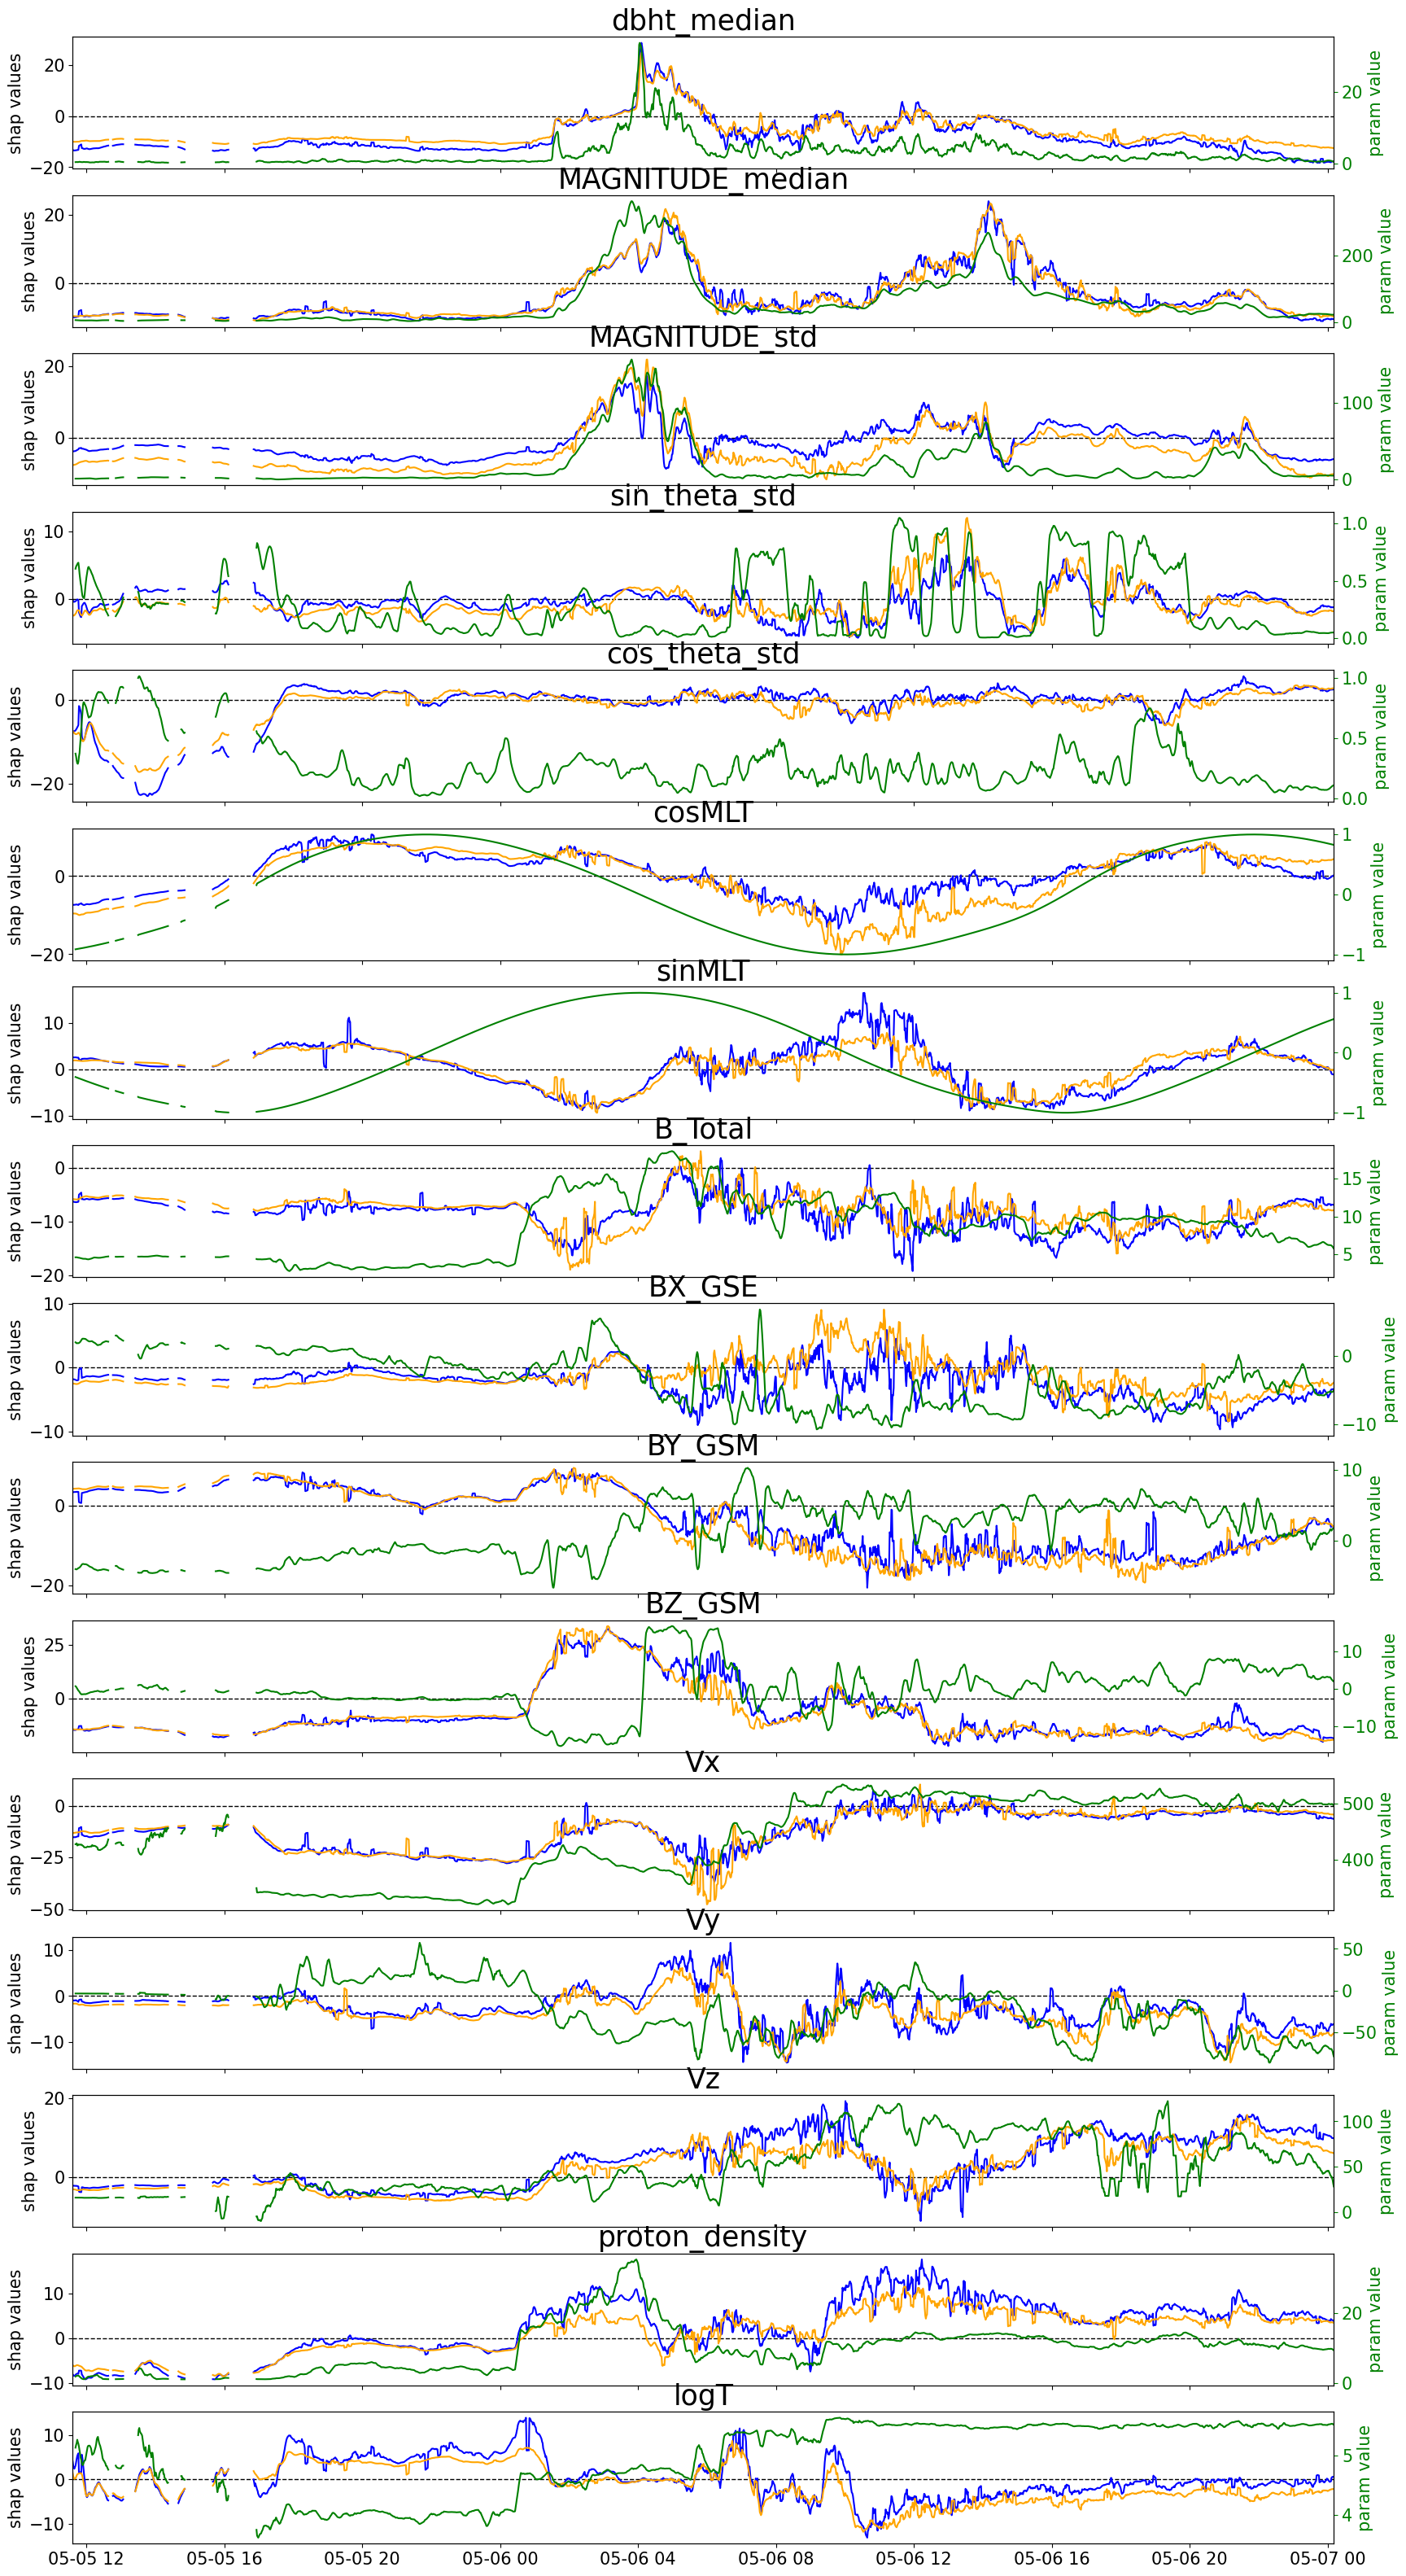 dbht_median
shap values
20
0
−20
20
0
param value
MAGNITUDE_median
shap values
20
0
200
0
param value
MAGNITUDE_std
shap values
20
0
100
0
param value
sin_theta_std
shap values
10
0
1.0
0.5
0.0
param value
cos_theta_std
shap values
0
−20
1.0
0.5
0.0
param value
cosMLT
shap values
0
−20
1
0
−1
param value
sinMLT
shap values
10
0
−10
1
0
−1
param value
B_Total
shap values
0
−10
−20
15
10
5
param value
BX_GSE
shap values
10
0
−10
0
−10
param value
BY_GSM
shap values
0
−20
10
0
param value
BZ_GSM
shap values
25
0
10
0
−10
param value
Vx
shap values
0
−25
−50
500
400
param value
Vy
shap values
10
0
−10
50
0
−50
param value
Vz
shap values
20
0
100
50
0
param value
proton_density
shap values
10
0
−10
20
0
param value
logT
shap values
10
0
−10
5
4
param value
05-05 12 05-05 16 05-05 20 05-06 00 05-06 04 05-06 08 05-06 12 05-06 16 05-06 20 05-07 00